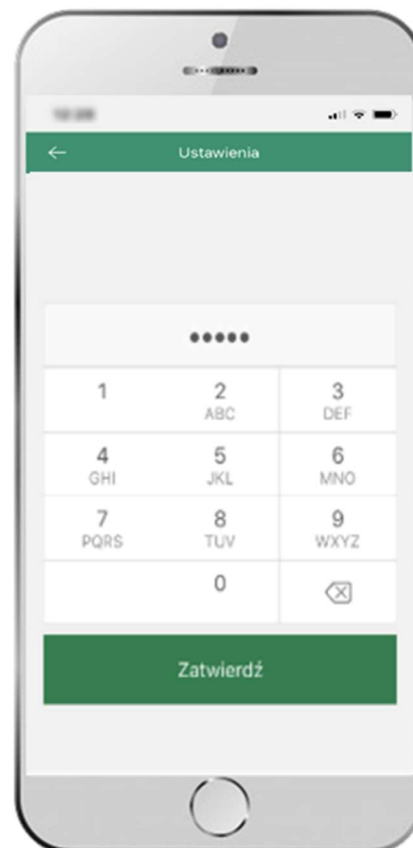 Ustawienia
1 2 3
ABC DEF
4 5 6
GHI JKL MNO
7 8 9
PQRS TUV WXYZ
0
Zatwierdź